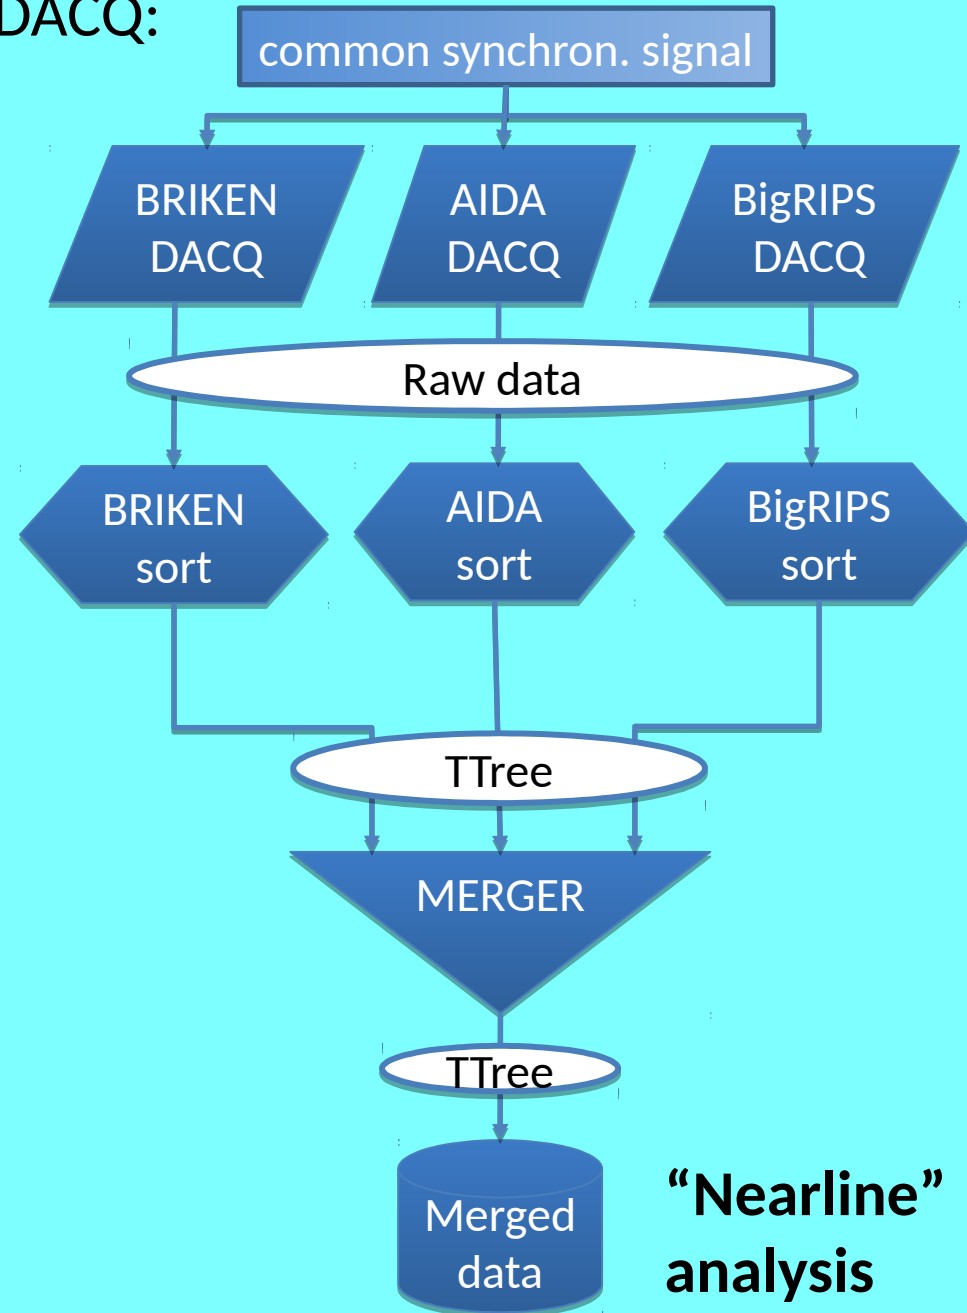 DACQ:
common synchron. signal
BRIKEN
DACQ
AIDA
DACQ
BigRIPS
DACQ
Raw data
BRIKEN
sort
AIDA
sort
BigRIPS
sort
TTree
MERGER
TTree
Merged
data
“Nearline”
analysis